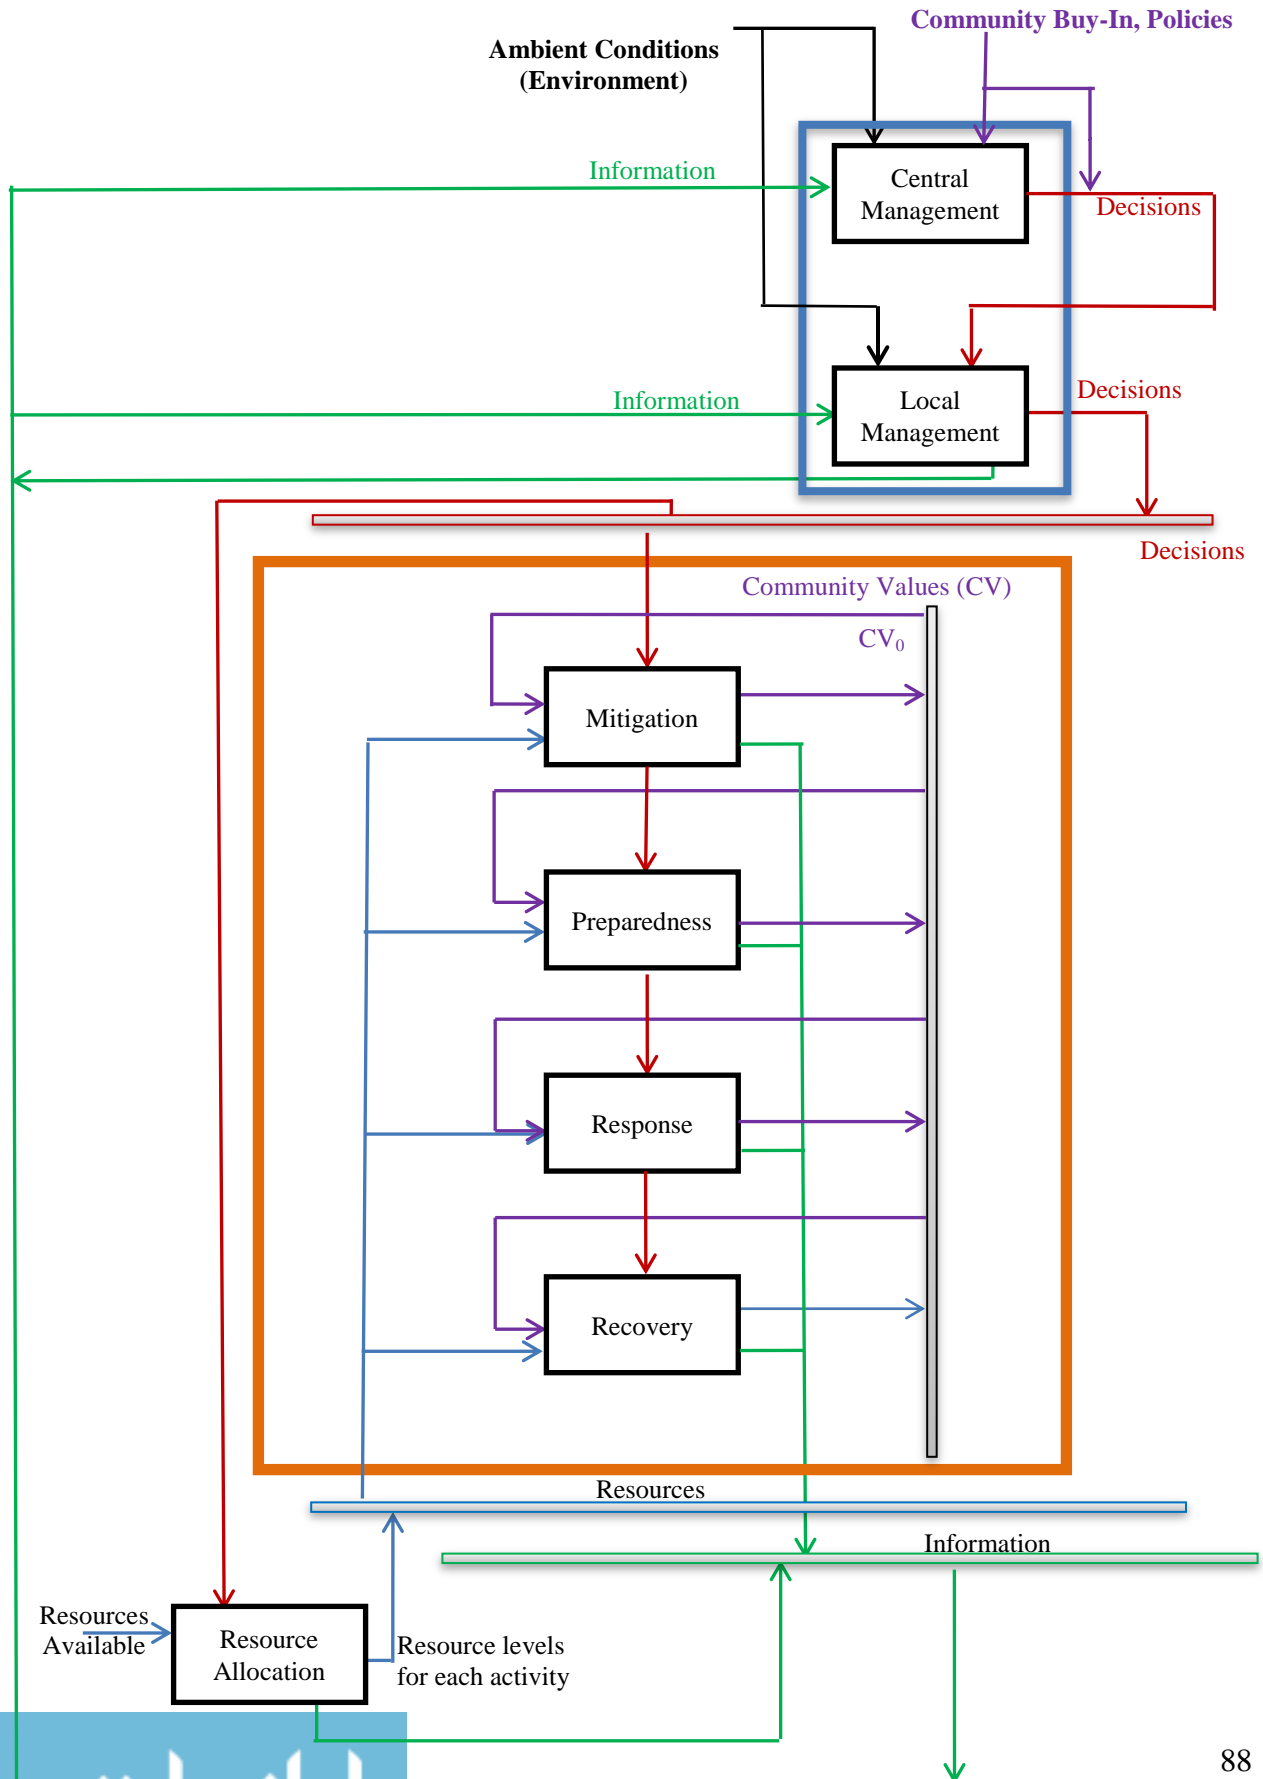 Community Buy-In, Policies
Ambient Conditions
(Environment)
Information
Central
Management
Decisions
Information
Local
Management
Decisions
Decisions
Community Values (CV)
CV₀
Mitigation
Preparedness
Response
Recovery
Resources
Information
Resources
Available
Resource
Allocation
Resource levels
for each activity
88